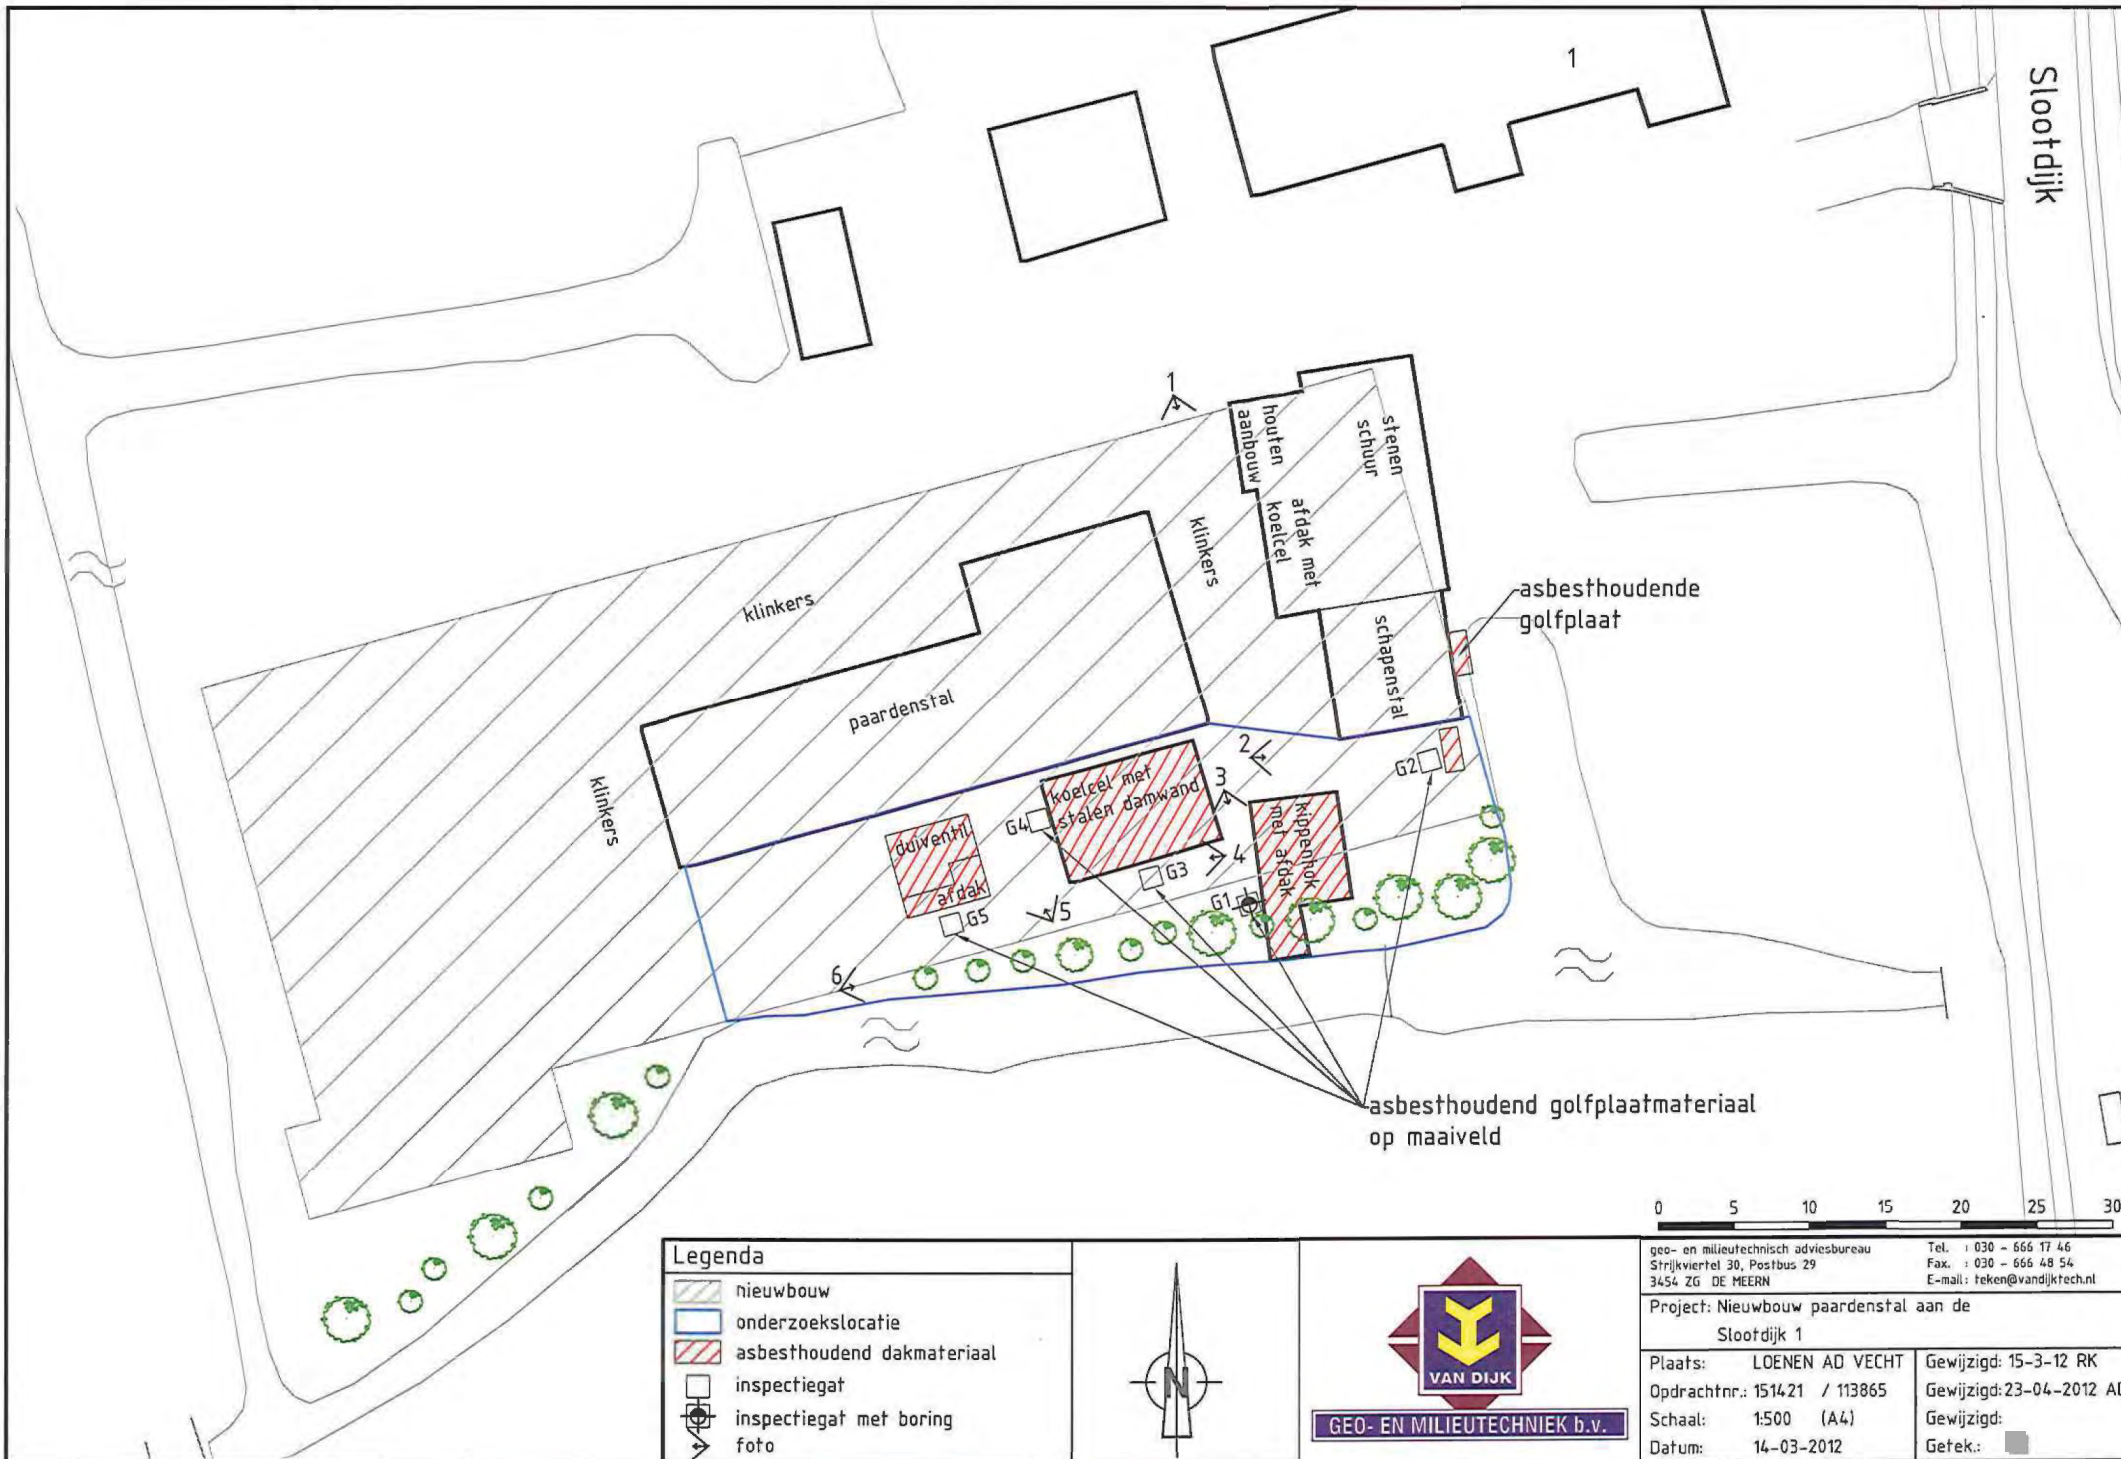 1
Slootdijk
1
houten
aanbouw
stenen
schuur
afdak met
koelcel
klinkers
klinkers
asbesthoudende
golfplaat
schapenstal
paardenstal
klinkers
2
3
G2
koelcel met
stalen damwand
G4
kippenhok
met afdak
duiventil
afdak
4
G3
G1
5
G5
6
asbesthoudend golfplaatmateriaal
op maaiveld
0 5 10 15 20 25 30
Legenda
nieuwbouw
onderzoekslocatie
asbesthoudend dakmateriaal
inspectiegat
inspectiegat met boring
foto
N
VAN DIJK
GEO- EN MILIEUTECHNIEK b.v.
geo- en milieutechnisch adviesbureau
Strijkviertel 30, Postbus 29
3454 ZG DE MEERN
Tel. : 030 - 666 17 46
Fax. : 030 - 666 48 54
E-mail: teken@vandijktech.nl
Project: Nieuwbouw paardenstal aan de
Slootdijk 1
Plaats: LOENEN AD VECHT
Opdrachtnr.: 151421 / 113865
Schaal: 1:500 (A4)
Datum: 14-03-2012
Gewijzigd: 15-3-12 RK
Gewijzigd: 23-04-2012
Gewijzigd:
Getek.: